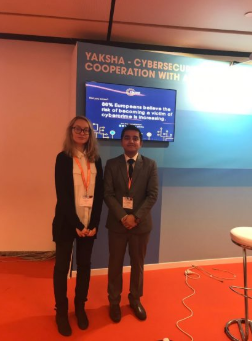 YAKSHA - CYBERSECU
COOPERATION WITH A
86% Europeans believe the
risk of becoming a victim of
cybercrime is increasing.